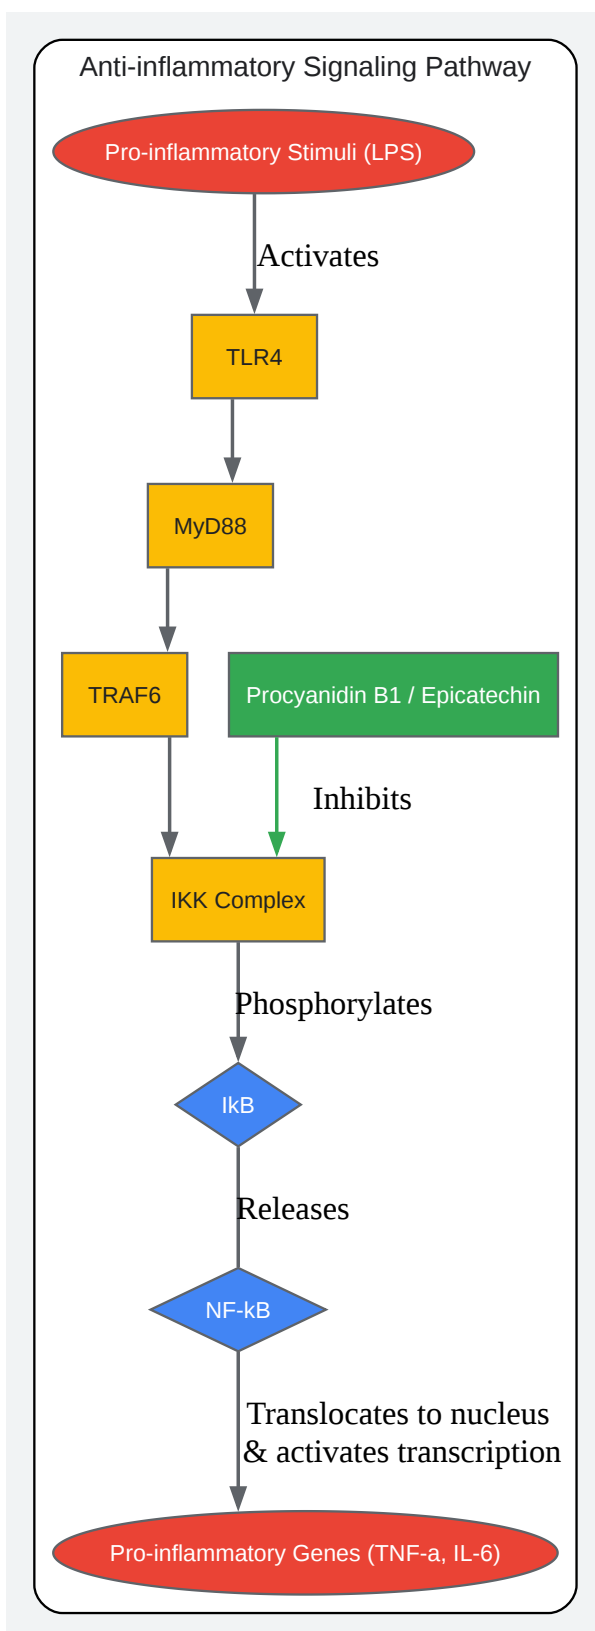 Anti-inflammatory Signaling Pathway
Pro-inflammatory Stimuli (LPS)
Activates
TLR4
MyD88
TRAF6
Procyanidin B1 / Epicatechin
Inhibits
IKK Complex
Phosphorylates
IkB
Releases
NF-kB
Translocates to nucleus
& activates transcription
Pro-inflammatory Genes (TNF-a, IL-6)